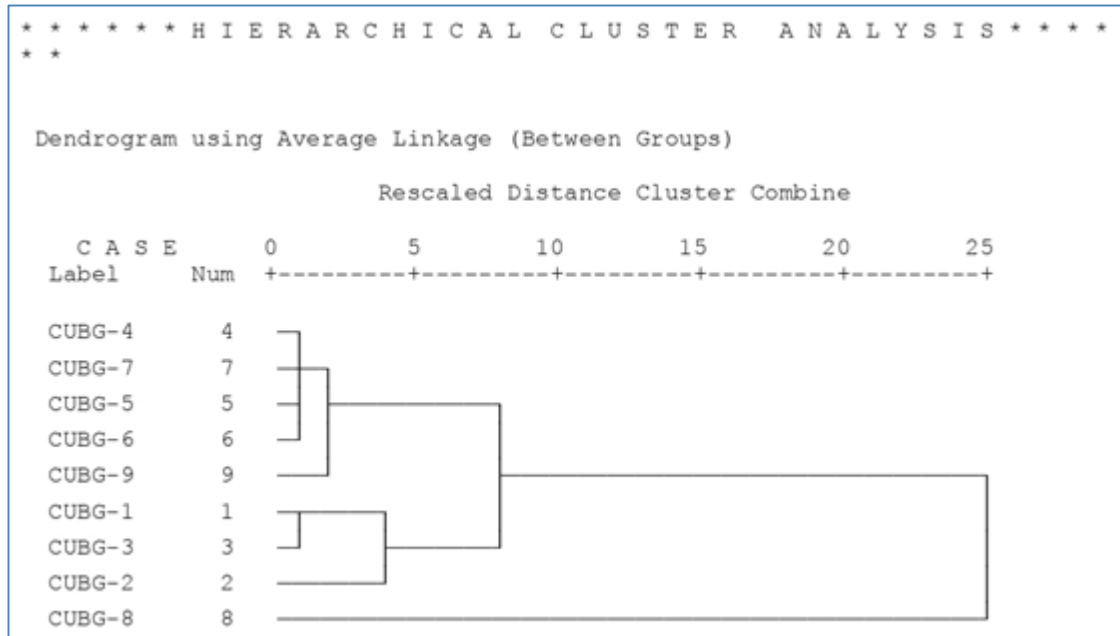 * * * * * * H I E R A R C H I C A L  C L U S T E R  A N A L Y S I S * * * *
* *
Dendrogram using Average Linkage (Between Groups)
Rescaled Distance Cluster Combine
C A S E 0 5 10 15 20 25
Label Num +---------+---------+---------+---------+---------+
CUBG-4 4
CUBG-7 7
CUBG-5 5
CUBG-6 6
CUBG-9 9
CUBG-1 1
CUBG-3 3
CUBG-2 2
CUBG-8 8